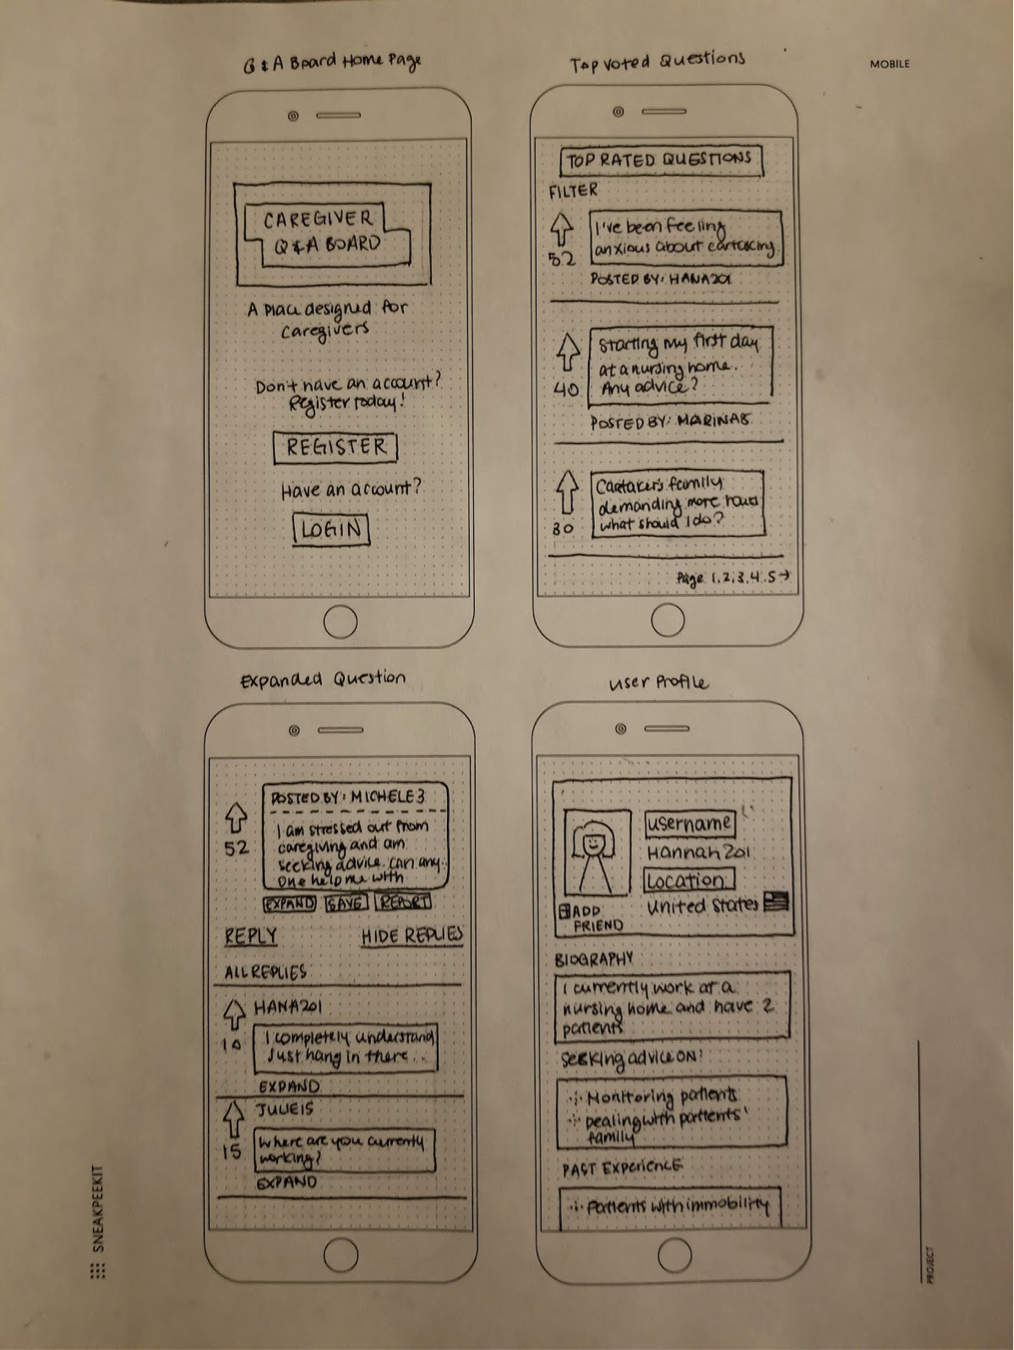 Q & A Board Home Page
CAREGIVER
Q & A BOARD
A Place designed for
Caregivers
Don't have an account?
Register today!
REGISTER
Have an account?
LOGIN
Top Voted Questions
TOP RATED QUESTIONS
FILTER
I've been feeling
anxious about
52
POSTED BY: HANA201
Starting my first day
at a nursing home.
Any advice?
40
POSTED BY: MARINA8
family
demanding more
what should I do?
30
Page 1.2.3.4.5→
MOBILE
Expanded Question
POSTED BY: MICHELE3
52
I am stressed out from
caregiving and am
seeking advice. can any
one help me with
EXPAND SAVE REPORT
REPLY HIDE REPLIES
ALL REPLIES
HANA201
10
I completely understand
Just hang in there...
EXPAND
JULIE15
15
Where are you currently
working?
EXPAND
User Profile
username
Hannah201
Location
United States
ADD
FRIEND
BIOGRAPHY
I currently work at a
nursing home and have 2
patients
Seeking advice ON:
Monitoring patients
Dealing with patients'
family
PAST Experience
Patients with immobility
SNEAKPEEKIT
PROJECT